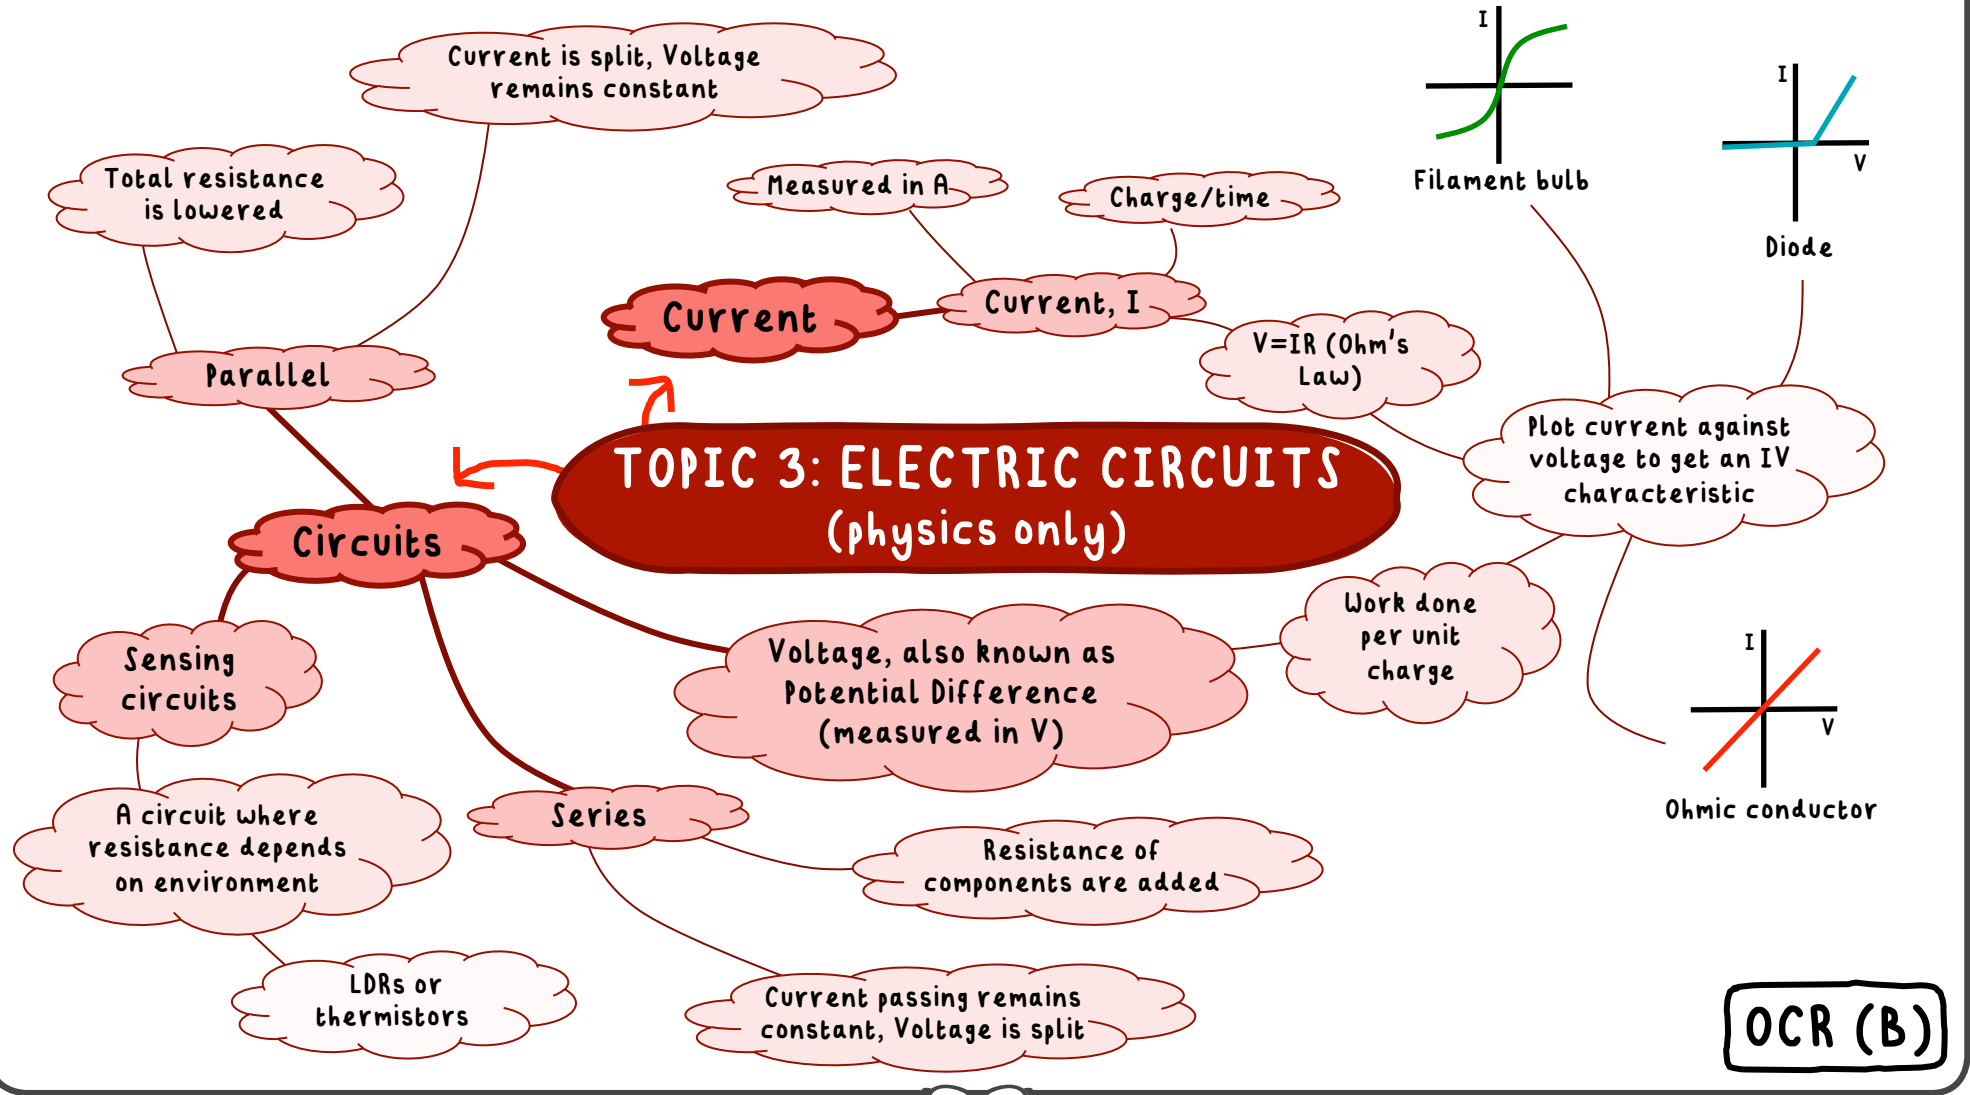 Current is split, Voltage
remains constant
Total resistance
is lowered
Parallel
Measured in A
Charge/time
Current
Current, I
V=IR (Ohm's
Law)
I
Filament bulb
I
V
Diode
Plot current against
voltage to get an IV
characteristic
TOPIC 3: ELECTRIC CIRCUITS
(physics only)
Circuits
Sensing
circuits
Voltage, also known as
Potential Difference
(measured in V)
Work done
per unit
charge
I
V
Ohmic conductor
A circuit where
resistance depends
on environment
Series
Resistance of
components are added
LDRs or
thermistors
Current passing remains
constant, Voltage is split
OCR (B)